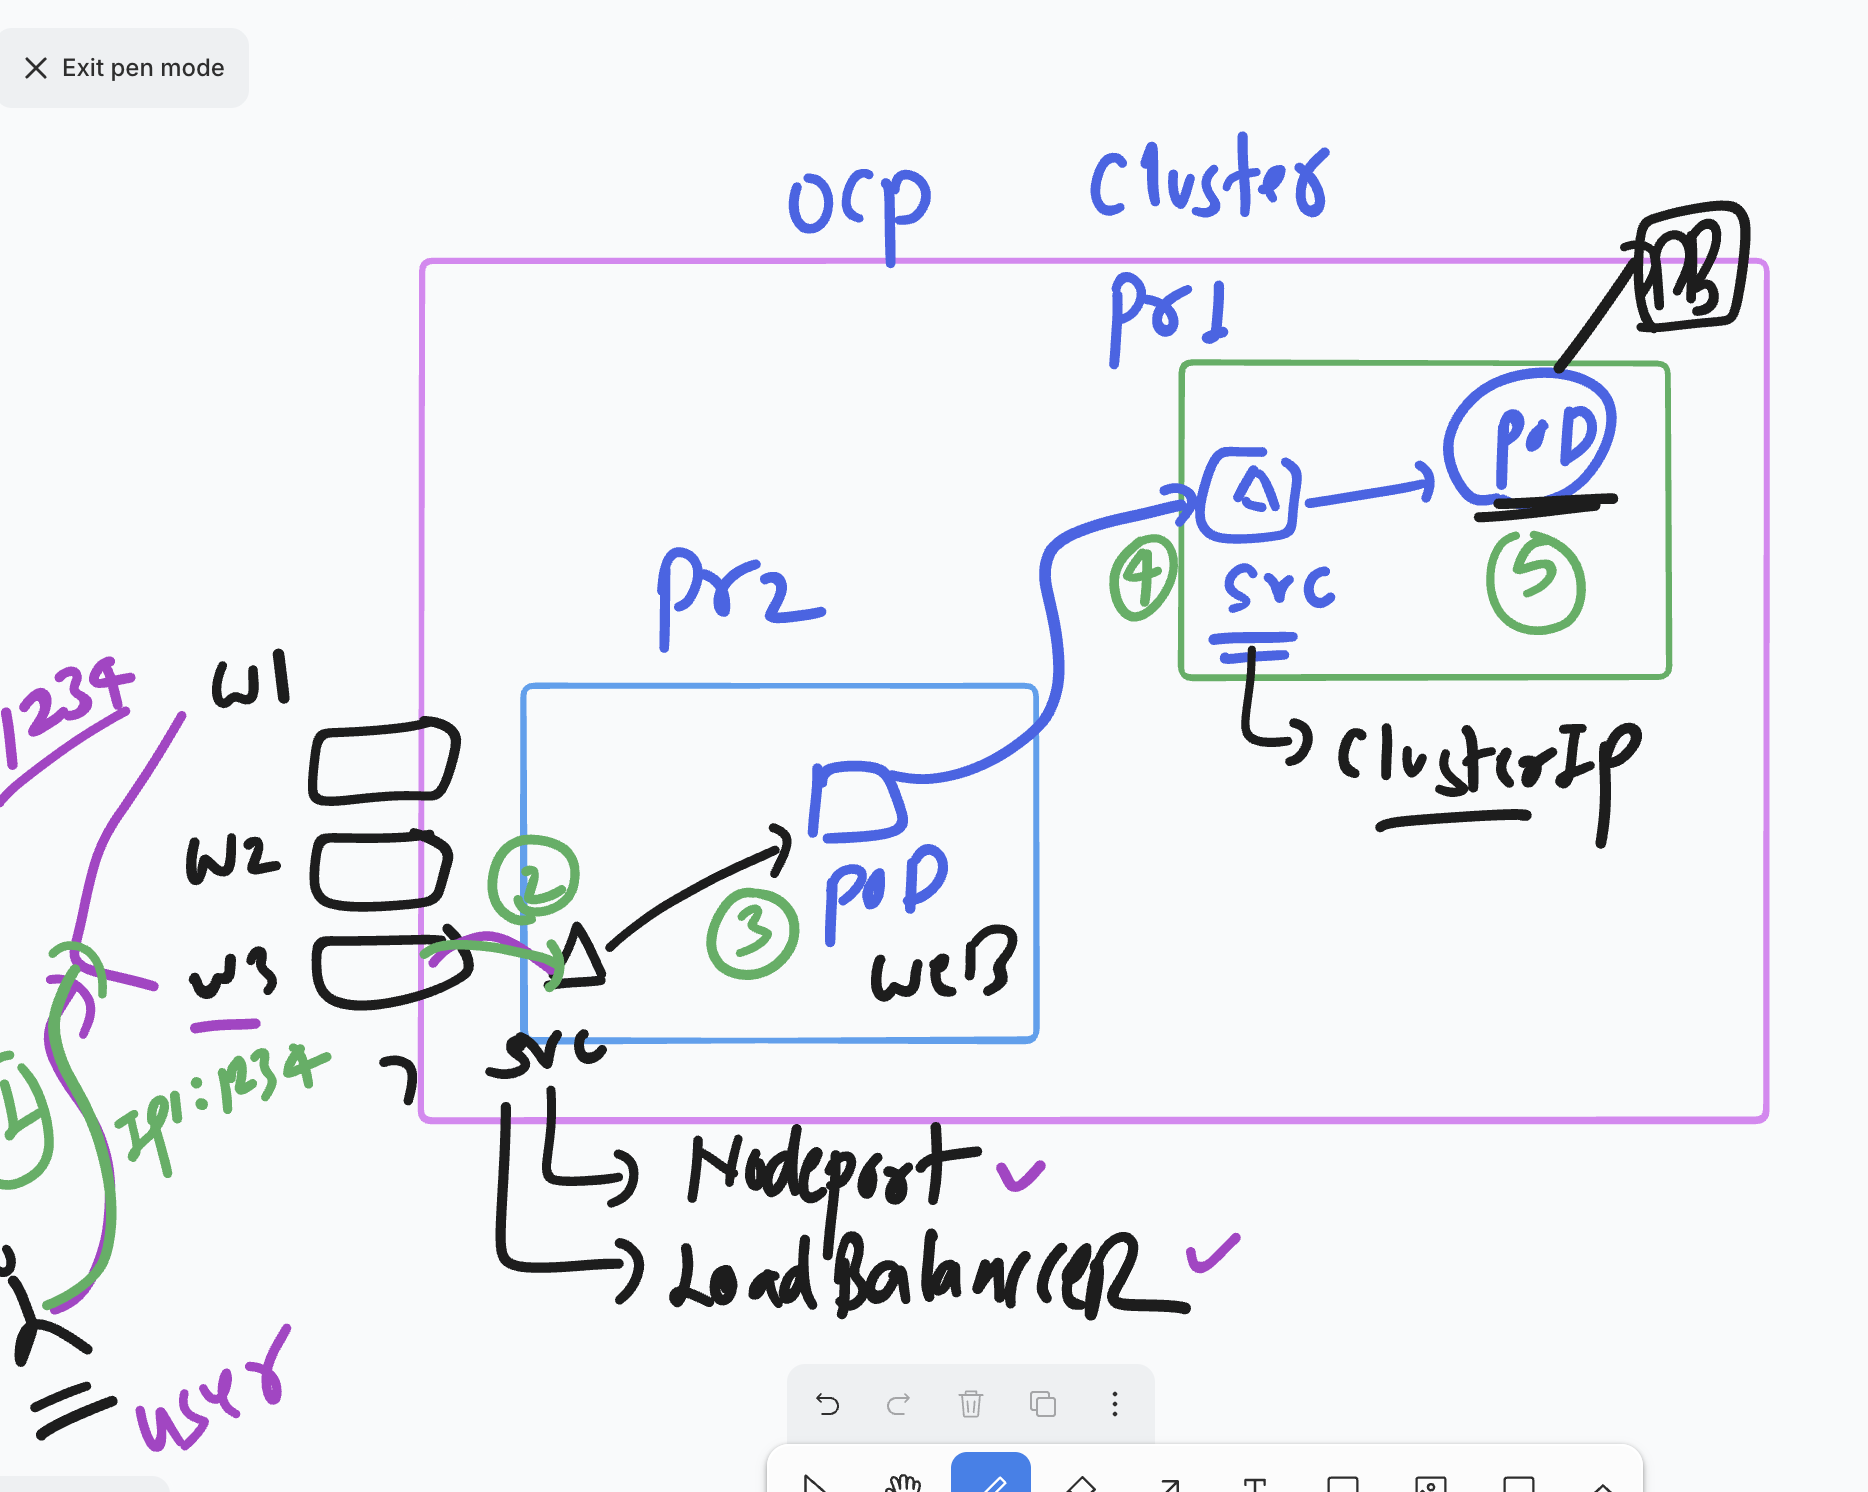 Exit pen mode
OCP Cluster
Pr1
DB
POD
4
SVC
5
ClusterIP
Pr2
1234
W1
W2
W3
2
3
POD
WEB
SVC
1
IP1:1234
Nodeport
LoadBalanceR
user